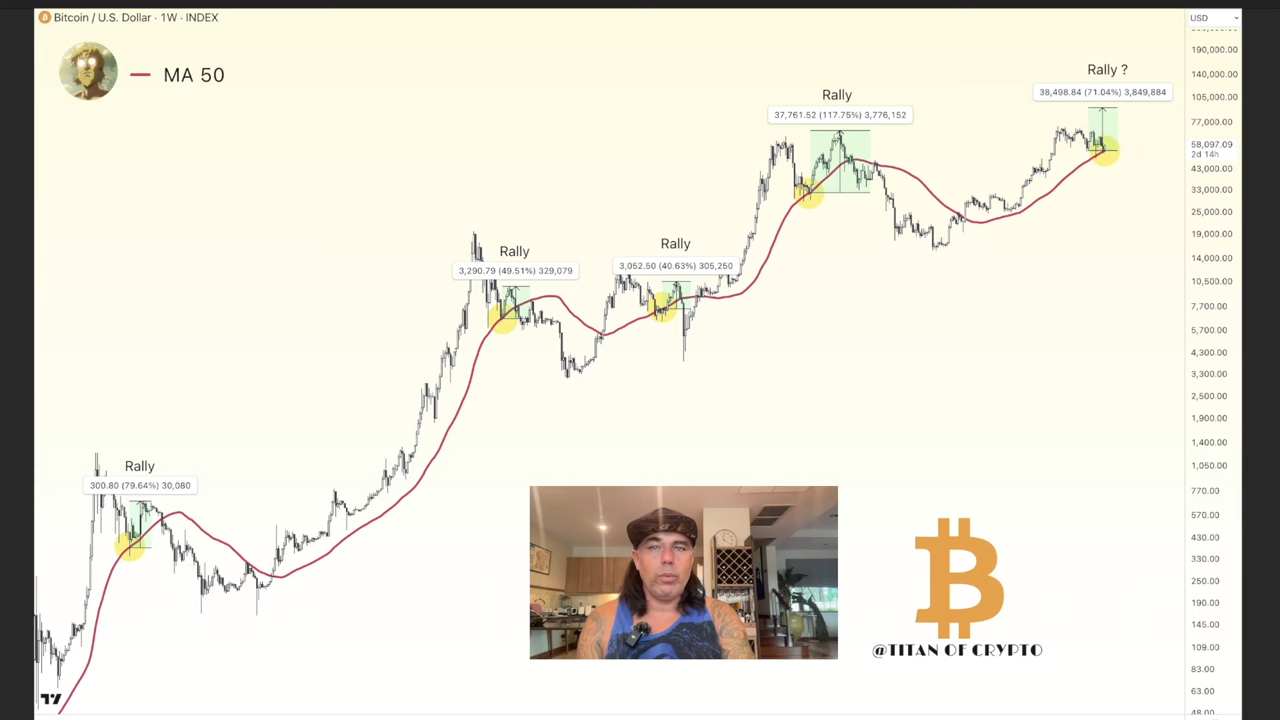 Bitcoin / U.S. Dollar · 1W · INDEX
USD
MA 50
Rally ?
38,498.84 (71.04%) 3,849,884
Rally
37,761.52 (117.75%) 3,776,152
Rally
3,052.50 (40.63%) 305,250
Rally
3,290.79 (49.51%) 329,079
Rally
300.80 (79.64%) 30,080
190,000.00
140,000.00
105,000.00
77,000.00
58,097.09
2d 14h
43,000.00
33,000.00
25,000.00
19,000.00
14,000.00
10,500.00
7,700.00
5,700.00
4,300.00
3,300.00
2,500.00
1,900.00
1,400.00
1,050.00
770.00
570.00
430.00
330.00
250.00
190.00
145.00
109.00
83.00
63.00
48.00
@TITAN OF CRYPTO